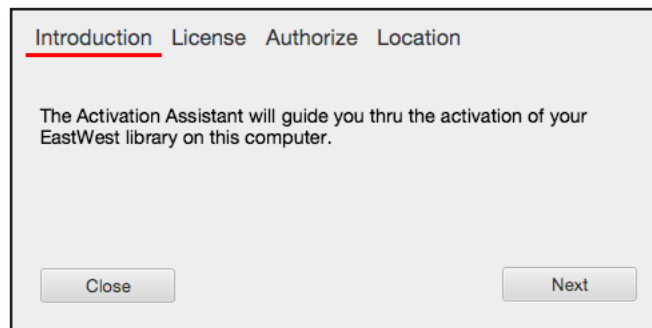 Introduction License Authorize Location
The Activation Assistant will guide you thru the activation of your
EastWest library on this computer.
Close Next